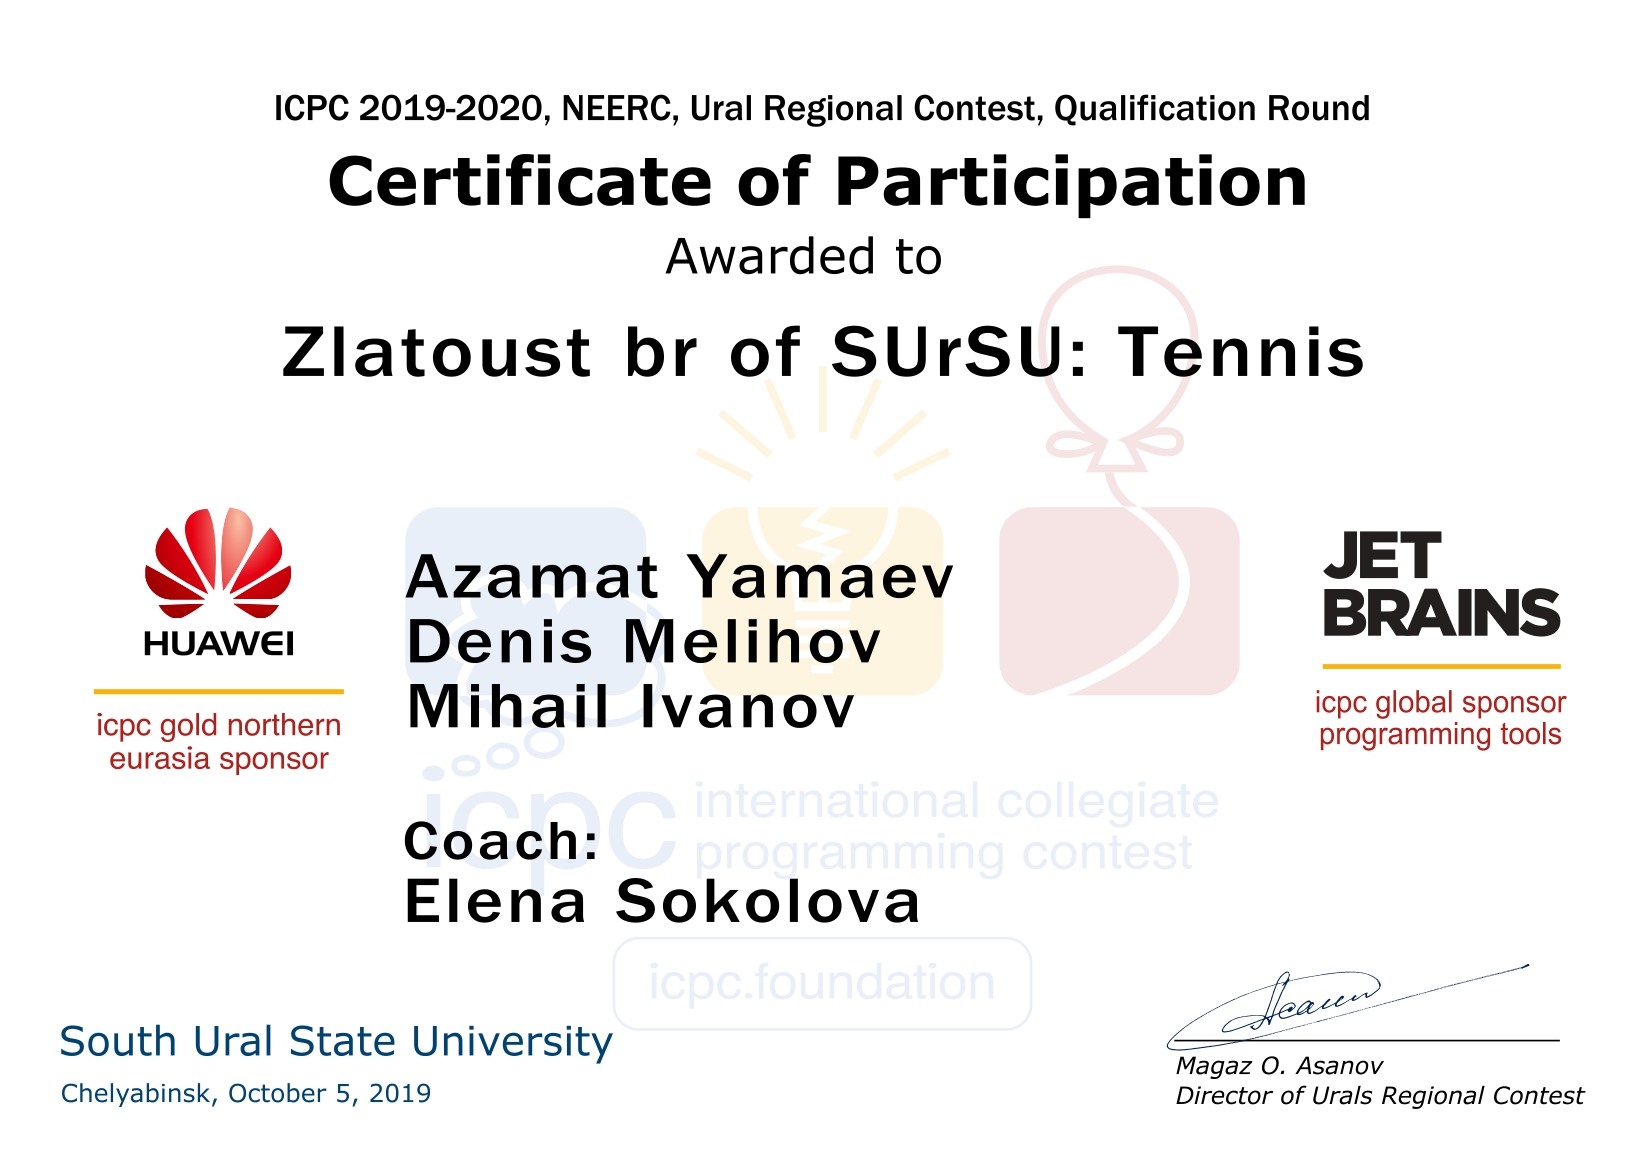 ICPC 2019-2020, NEERC, Ural Regional Contest, Qualification Round
Certificate of Participation
Awarded to
Zlatoust br of SUrSU: Tennis
HUAWEI
icpc gold northern
eurasia sponsor
Azamat Yamaev
Denis Melihov
Mihail Ivanov
JET
BRAINS
icpc global sponsor
programming tools
icpc
international collegiate
programming contest
Coach:
Elena Sokolova
icpc.foundation
South Ural State University
Chelyabinsk, October 5, 2019
Magaz O. Asanov
Director of Urals Regional Contest